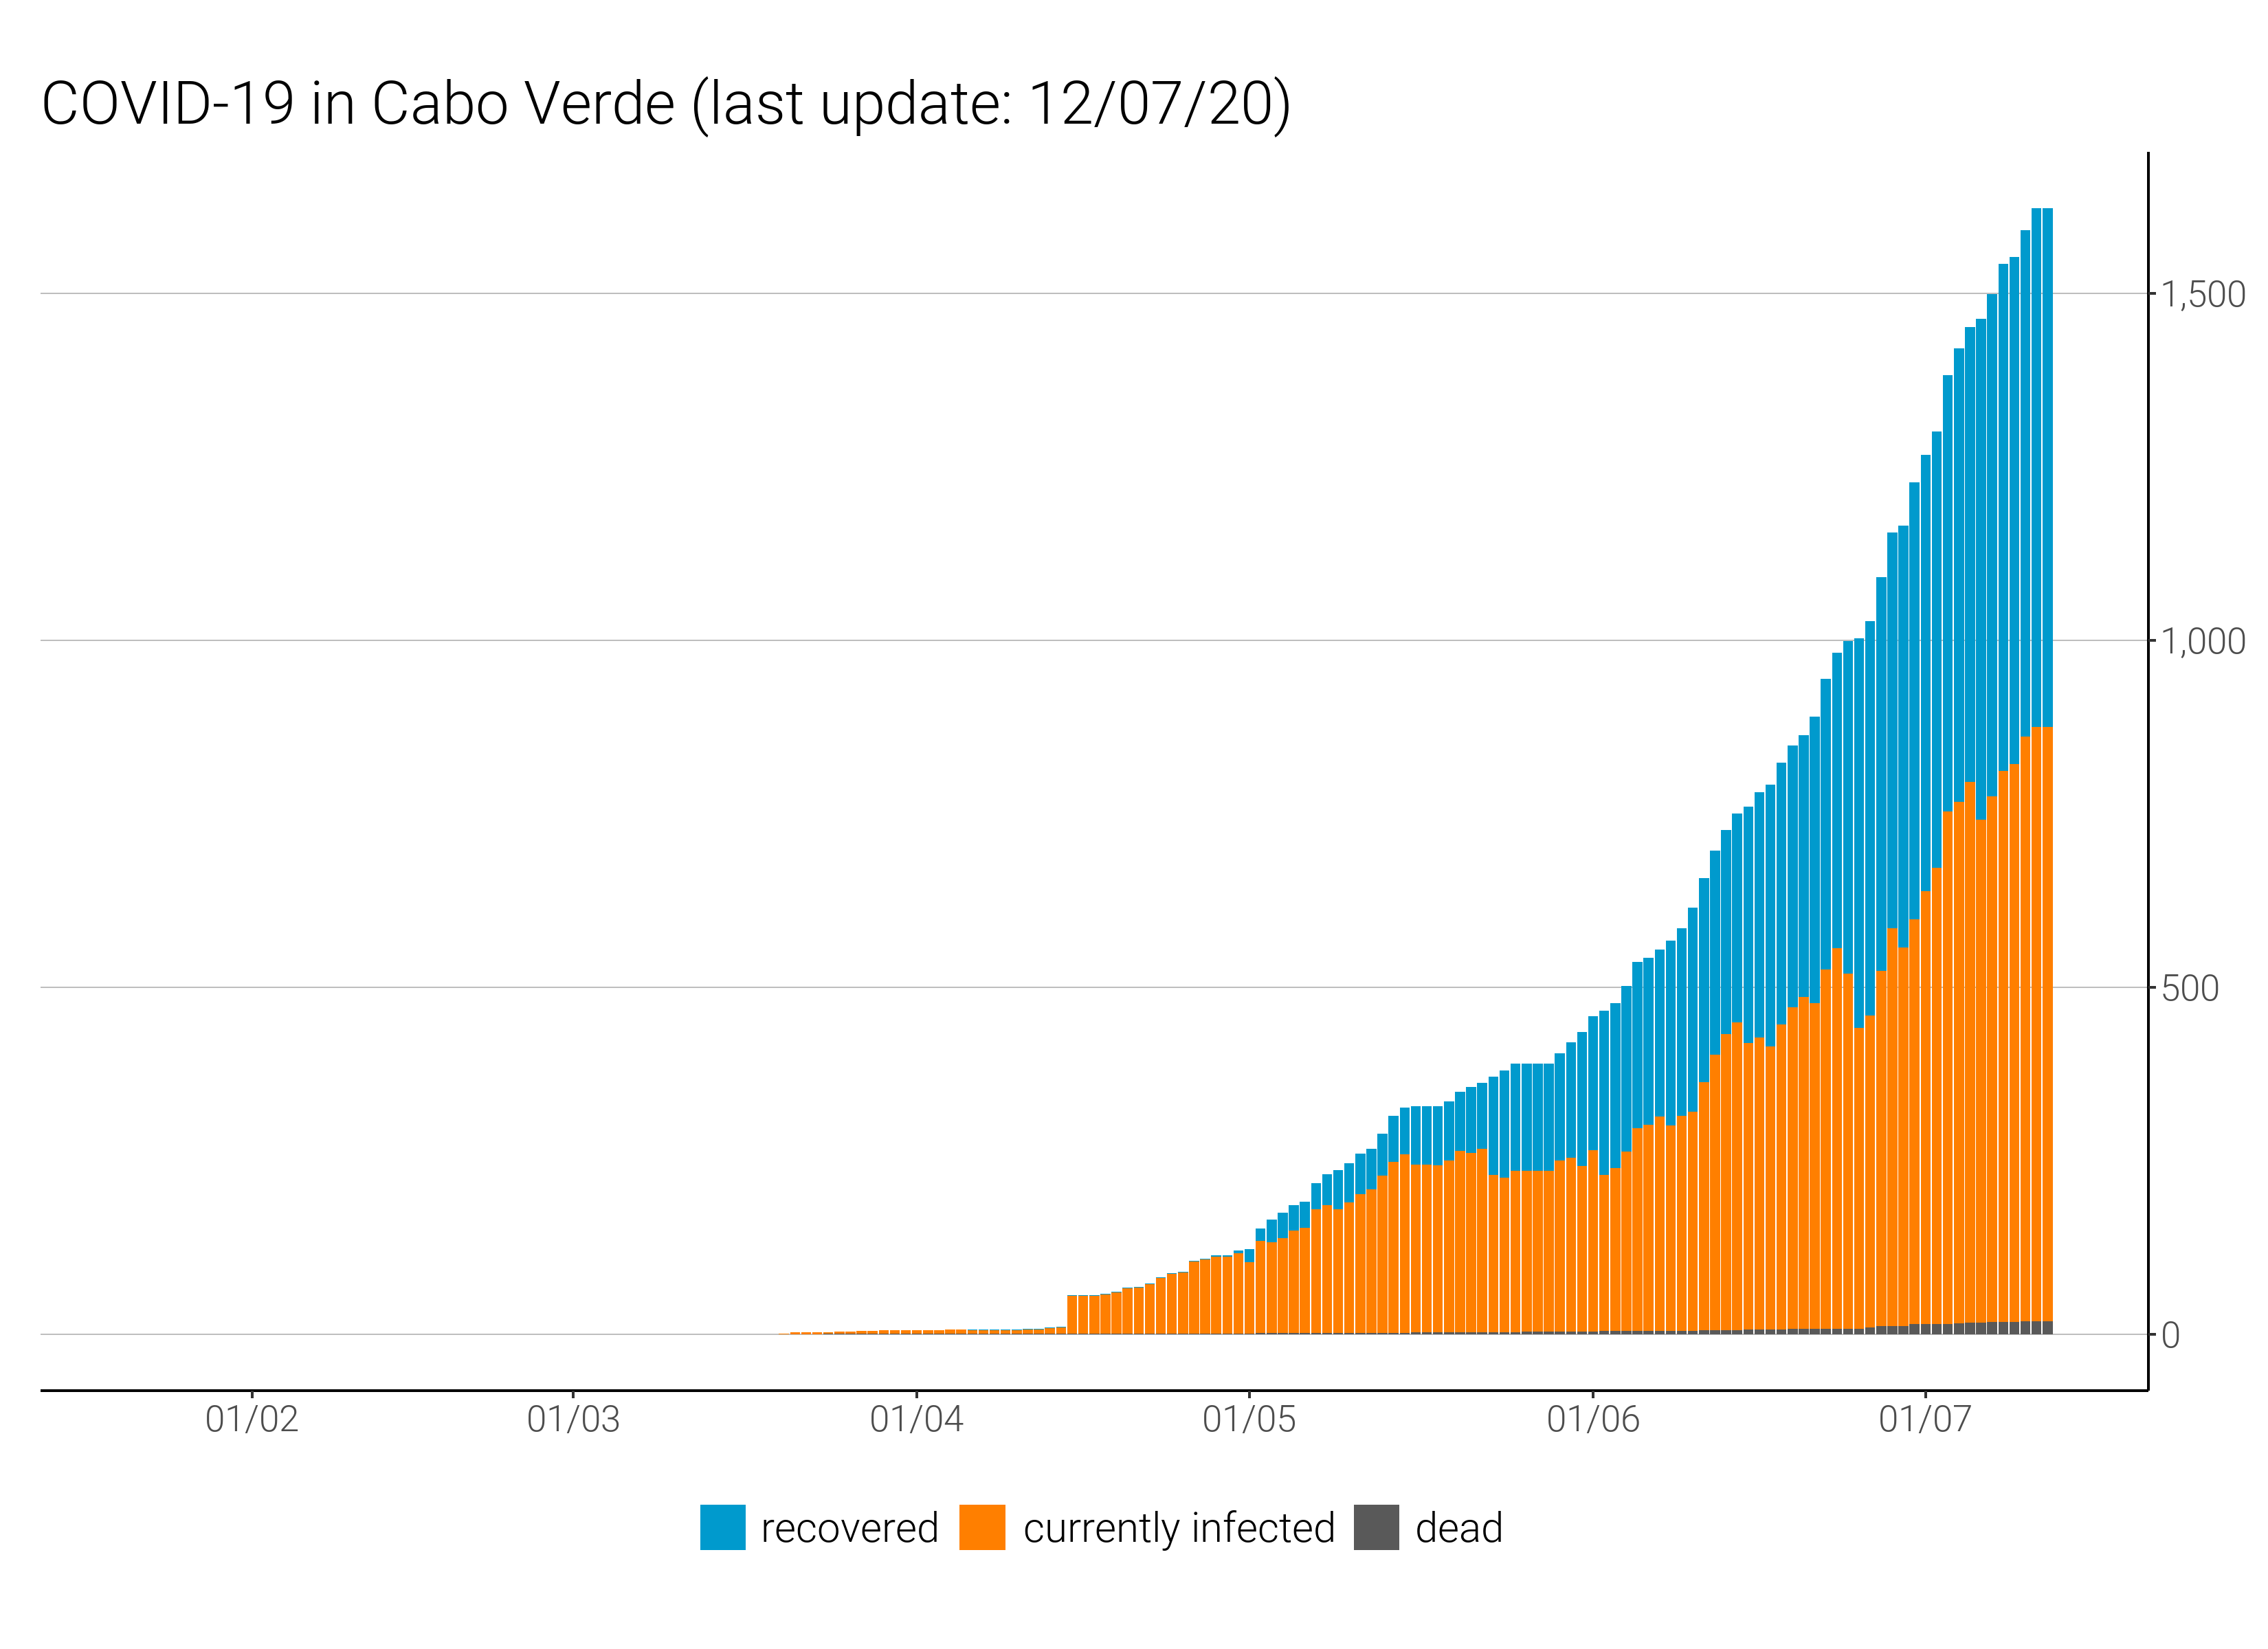 COVID-19 in Cabo Verde (last update: 12/07/20)
1,500
1,000
500
0
01/02 01/03 01/04 01/05 01/06 01/07
recovered currently infected dead